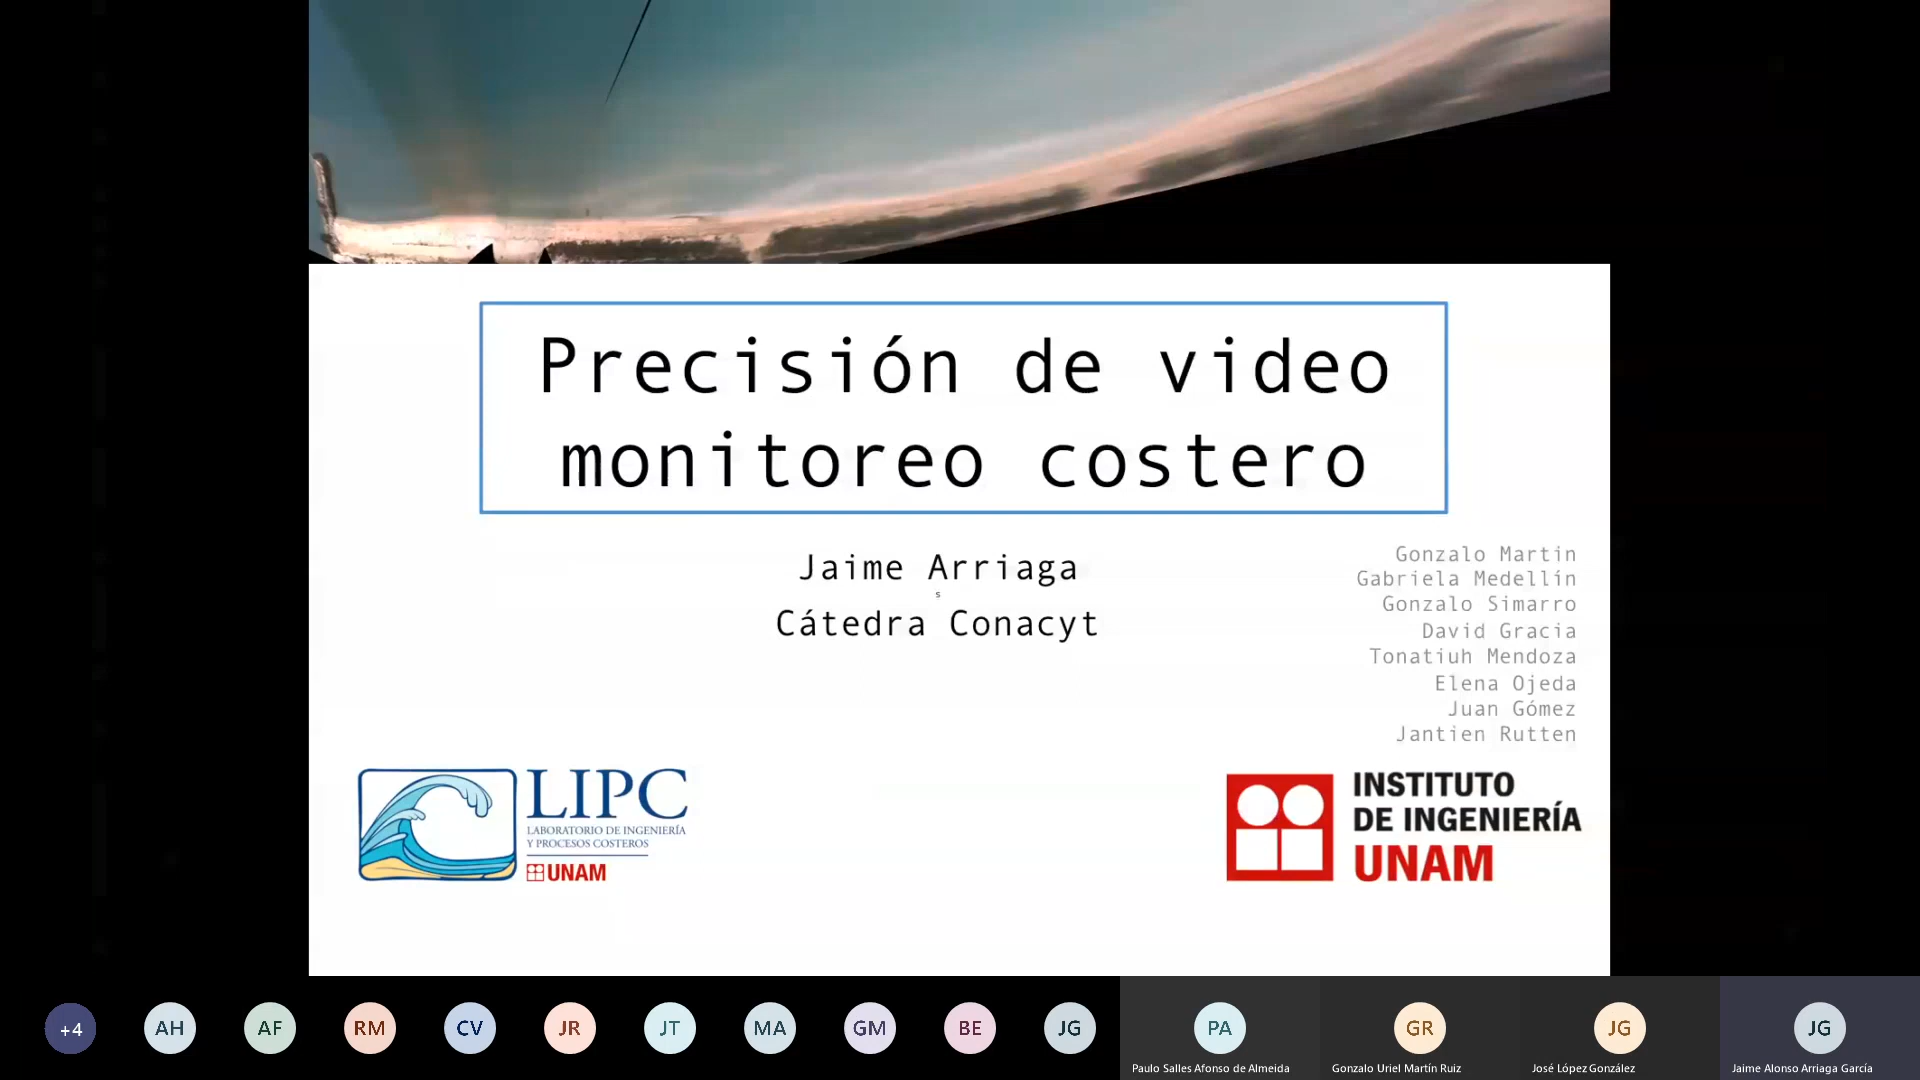 Precisión de video
monitoreo costero
Jaime Arriaga
s
Cátedra Conacyt
Gonzalo Martin
Gabriela Medellín
Gonzalo Simarro
David Gracia
Tonatiuh Mendoza
Elena Ojeda
Juan Gómez
Jantien Rutten
LIPC
LABORATORIO DE INGENIERÍA
Y PROCESOS COSTEROS
UNAM
INSTITUTO
DE INGENIERÍA
UNAM
+4
AH
AF
RM
CV
JR
JT
MA
GM
BE
JG
PA
GR
JG
JG
Paulo Salles Afonso de Almeida
Gonzalo Uriel Martín Ruiz
José López González
Jaime Alonso Arriaga García